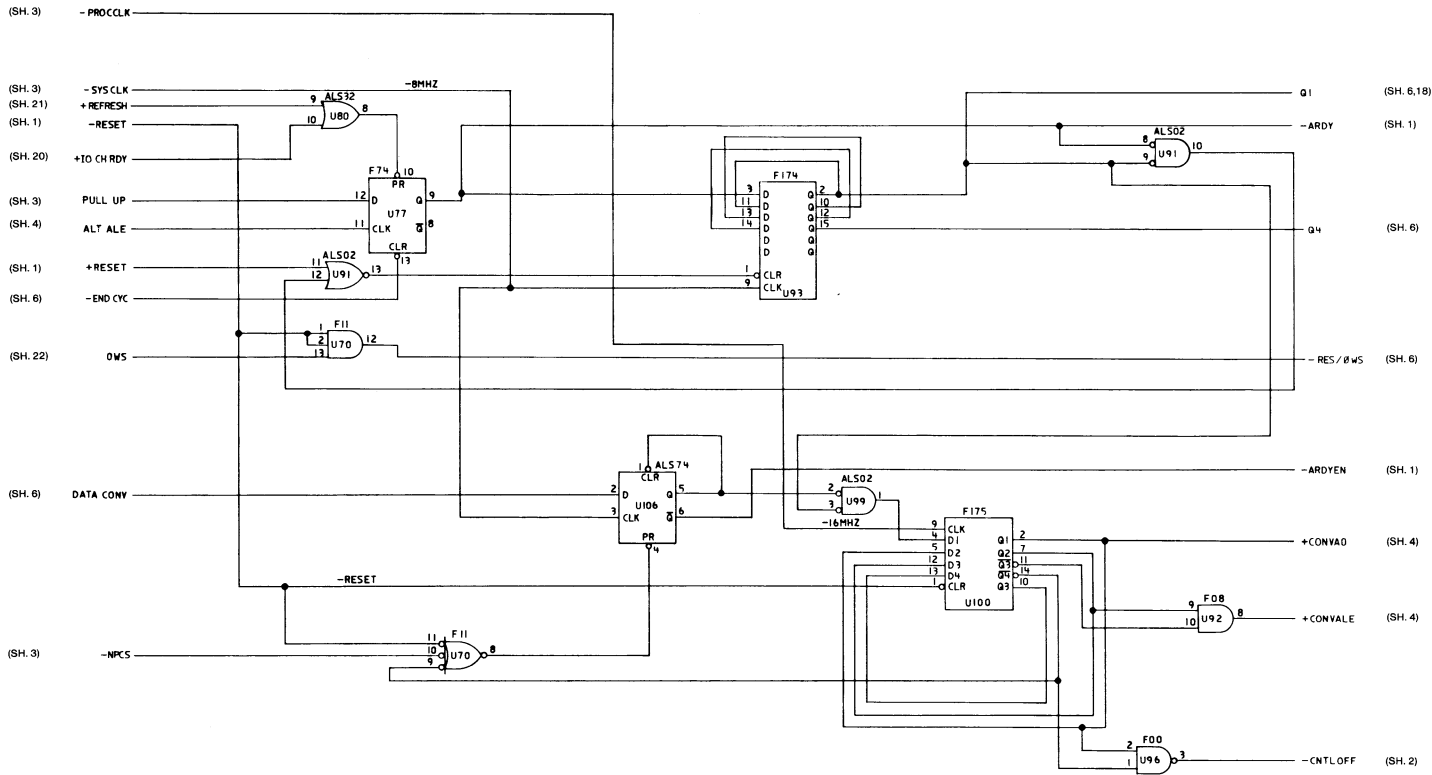 (SH. 3) -PROCCLK
(SH. 3) -SYSCLK
-8MHZ
(SH. 21) +REFRESH
(SH. 1) -RESET
(SH. 20) +IO CH RDY
(SH. 3) PULL UP
(SH. 4) ALT ALE
(SH. 1) +RESET
(SH. 6) -END CYC
(SH. 22) 0WS
(SH. 6) DATA CONV
-RESET
(SH. 3) -NPCS
ALS32
9 8
U80
10
F74 10
PR
12 D Q 9
U77
11 CLK Q 8
CLR
13
ALS02
11
12 U91 13
F11
1
2 U70 12
13
F174
3 D Q 2
11 D Q 10
13 D Q 12
14 D Q 15
D Q
D Q
1 CLR
9 CLK
U93
ALS02
8
9 U91 10
Q1 (SH. 6,18)
-ARDY (SH. 1)
Q4 (SH. 6)
-RES/0WS (SH. 6)
1 ALS74
CLR
2 D Q 5
U106
3 CLK Q 6
PR
4
ALS02
2 1
3 U99
-16MHZ
F175
9 CLK
4 D1 Q1 2
5 D2 Q2 7
12 D3 Q3 11
13 D4 Q4 14
1 CLR Q3 10
U100
F11
11
10 U70 8
9
F08
9
10 U92 8
F00
2
1 U96 3
-ARDYEN (SH. 1)
+CONVA0 (SH. 4)
+CONVALE (SH. 4)
-CNTLOFF (SH. 2)